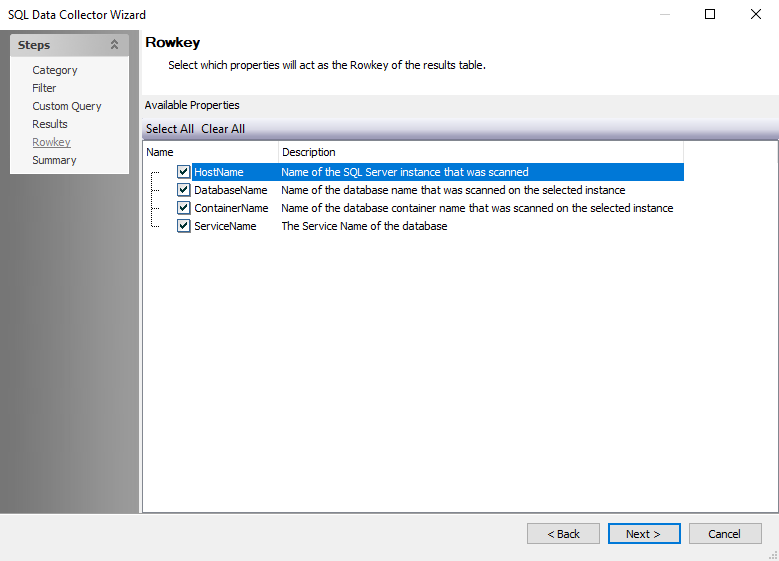 SQL Data Collector Wizard
Steps
Category
Filter
Custom Query
Results
Rowkey
Summary
Rowkey
Select which properties will act as the Rowkey of the results table.
Available Properties
Select All Clear All
Name Description
HostName Name of the SQL Server instance that was scanned
DatabaseName Name of the database name that was scanned on the selected instance
ContainerName Name of the database container name that was scanned on the selected instance
ServiceName The Service Name of the database
< Back Next > Cancel